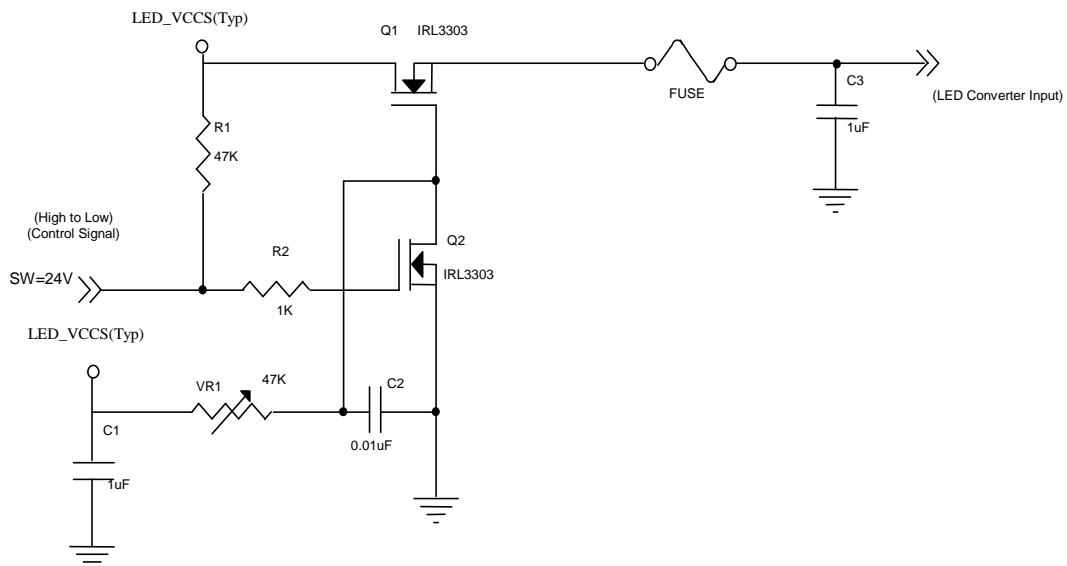 LED_VCCS(Typ)
Q1 IRL3303
FUSE
C3
1uF
(LED Converter Input)
R1
47K
(High to Low)
(Control Signal)
SW=24V
R2
1K
Q2
IRL3303
LED_VCCS(Typ)
VR1
47K
C2
0.01uF
C1
1uF